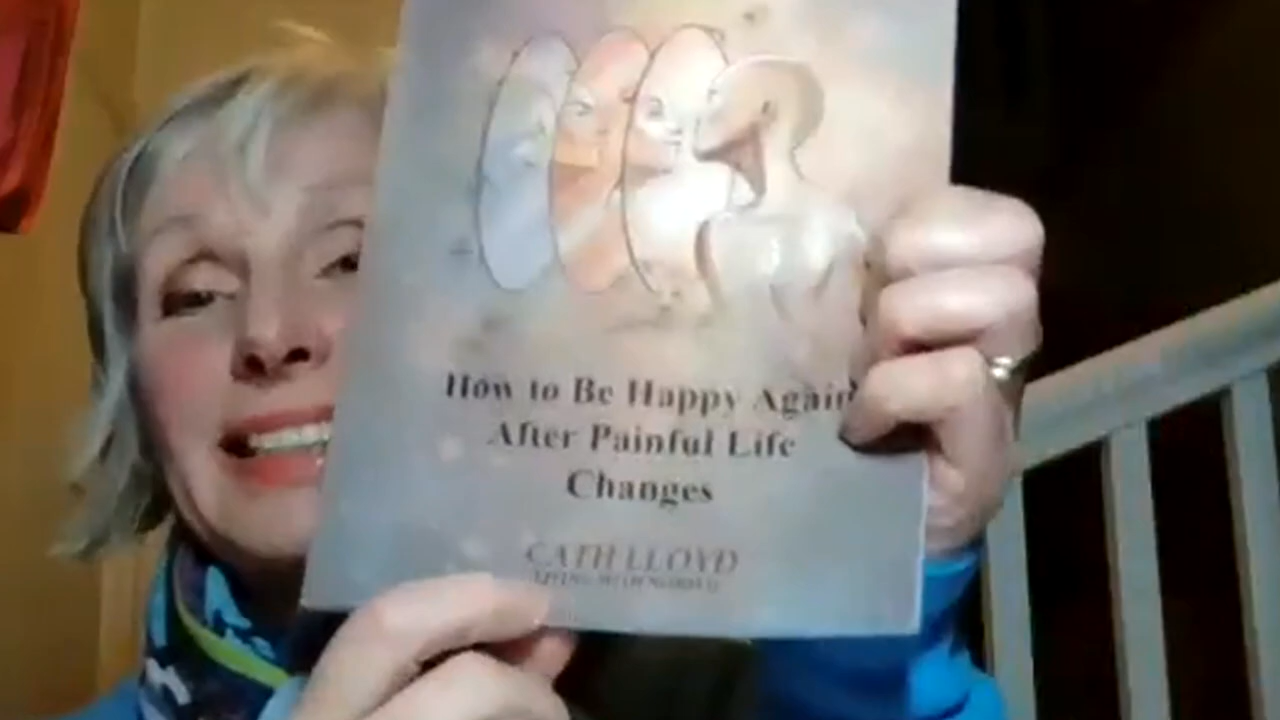 How to Be Happy Again
After Painful Life
Changes
CATH LLOYD